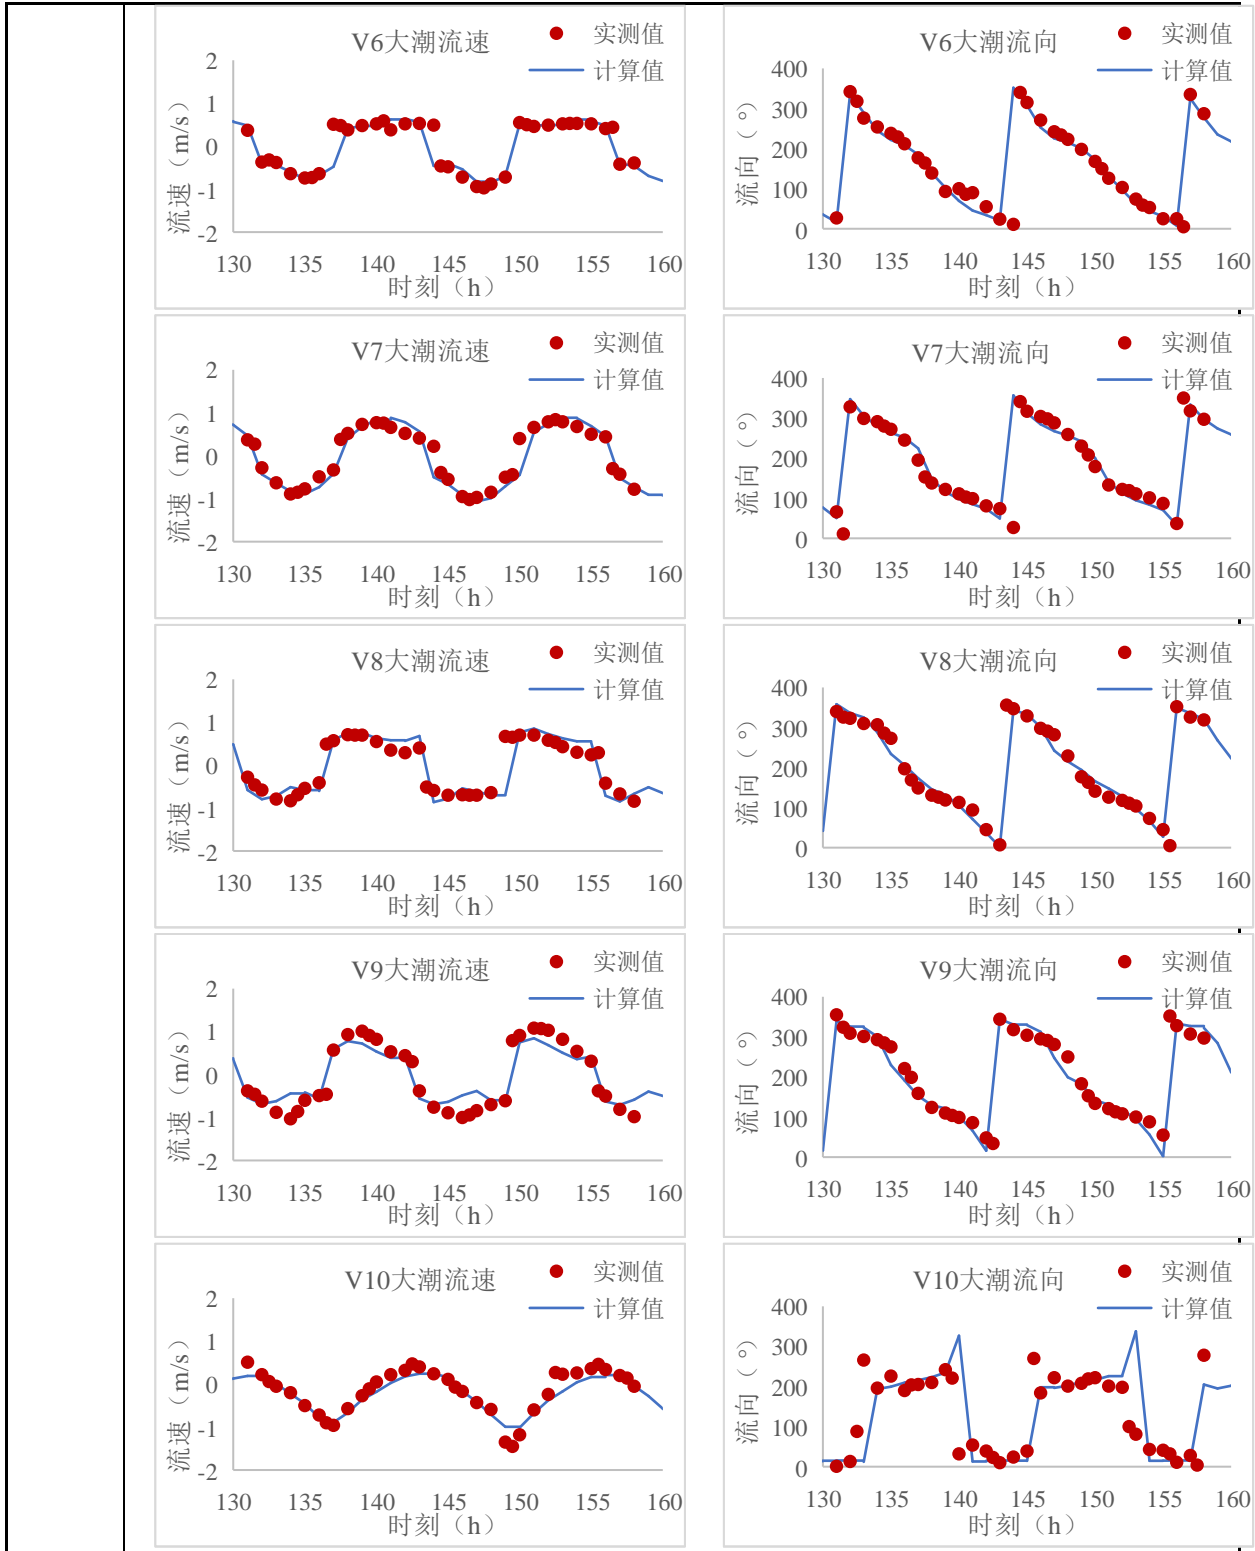 V6大潮流速
实测值
计算值
流速（m/s）
2
1
0
-1
-2
130 135 140 145 150 155 160
时刻（h）
V6大潮流向
实测值
计算值
流向（°）
400
300
200
100
0
130 135 140 145 150 155 160
时刻（h）
V7大潮流速
实测值
计算值
流速（m/s）
2
1
0
-1
-2
130 135 140 145 150 155 160
时刻（h）
V7大潮流向
实测值
计算值
流向（°）
400
300
200
100
0
130 135 140 145 150 155 160
时刻（h）
V8大潮流速
实测值
计算值
流速（m/s）
2
1
0
-1
-2
130 135 140 145 150 155 160
时刻（h）
V8大潮流向
实测值
计算值
流向（°）
400
300
200
100
0
130 135 140 145 150 155 160
时刻（h）
V9大潮流速
实测值
计算值
流速（m/s）
2
1
0
-1
-2
130 135 140 145 150 155 160
时刻（h）
V9大潮流向
实测值
计算值
流向（°）
400
300
200
100
0
130 135 140 145 150 155 160
时刻（h）
V10大潮流速
实测值
计算值
流速（m/s）
2
1
0
-1
-2
130 135 140 145 150 155 160
时刻（h）
V10大潮流向
实测值
计算值
流向（°）
400
300
200
100
0
130 135 140 145 150 155 160
时刻（h）